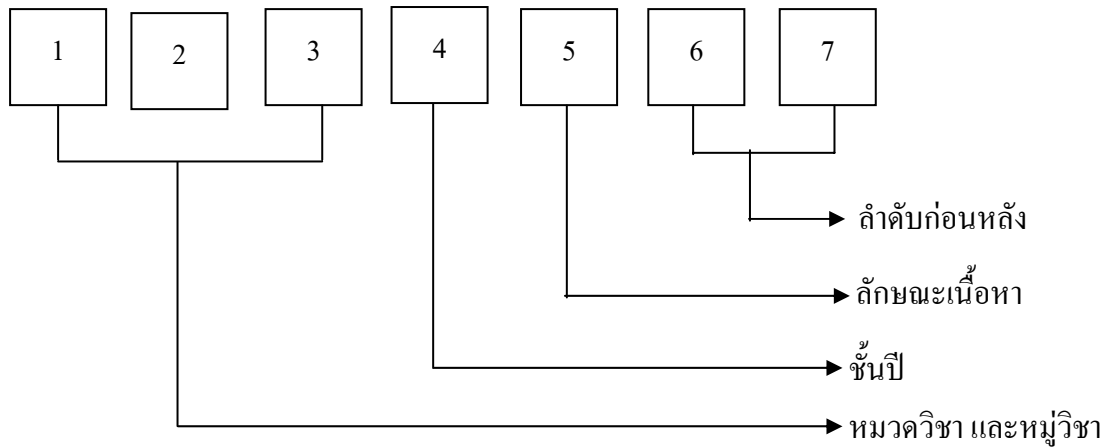 1 2 3 4 5 6 7
ลำดับก่อนหลัง
ลักษณะเนื้อหา
ชั้นปี
หมวดวิชา และหมู่วิชา